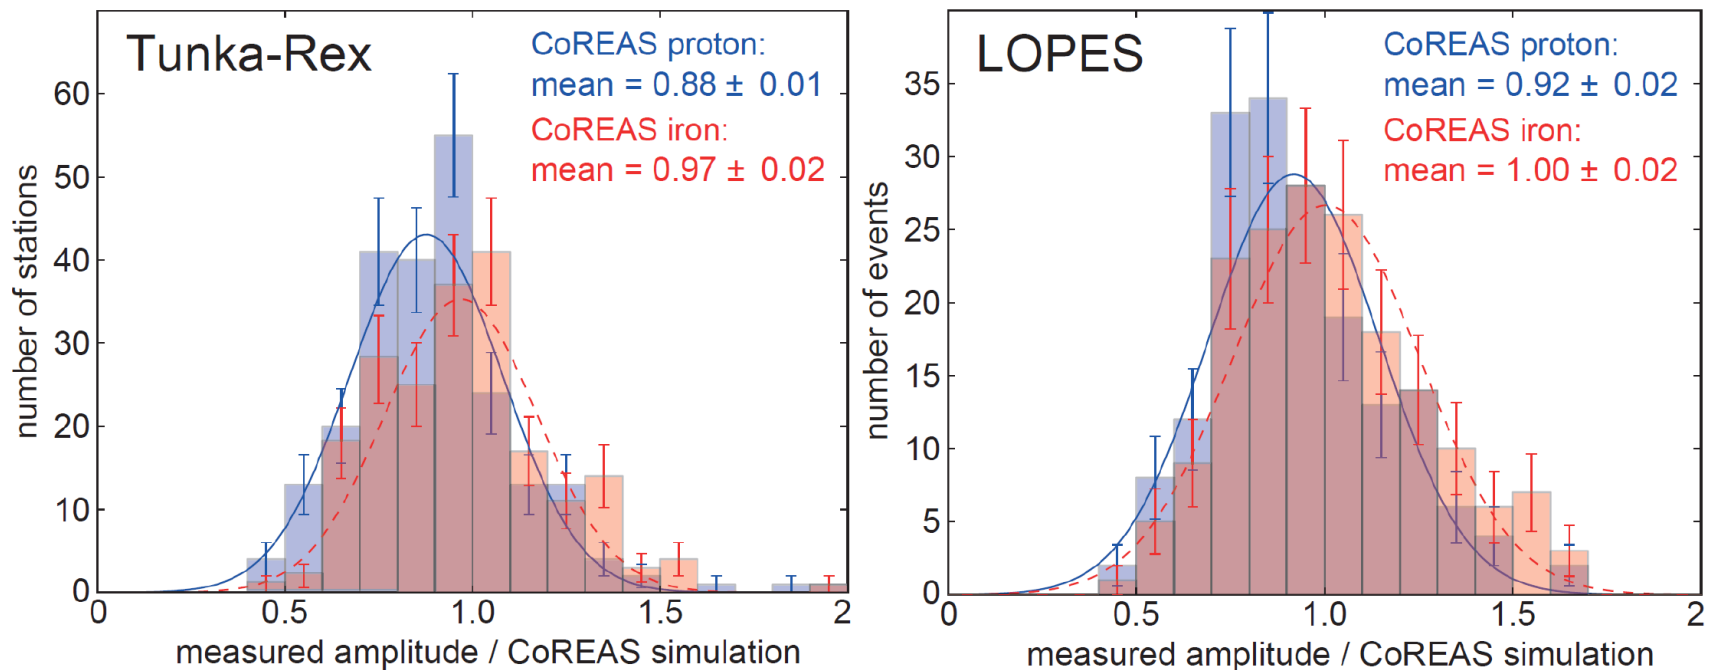 Tunka-Rex
CoREAS proton:
mean = 0.88 ± 0.01
CoREAS iron:
mean = 0.97 ± 0.02
number of stations
60
50
40
30
20
10
0
0
0.5
1.0
1.5
2
measured amplitude / CoREAS simulation
LOPES
CoREAS proton:
mean = 0.92 ± 0.02
CoREAS iron:
mean = 1.00 ± 0.02
number of events
35
30
25
20
15
10
5
0
0
0.5
1.0
1.5
2
measured amplitude / CoREAS simulation